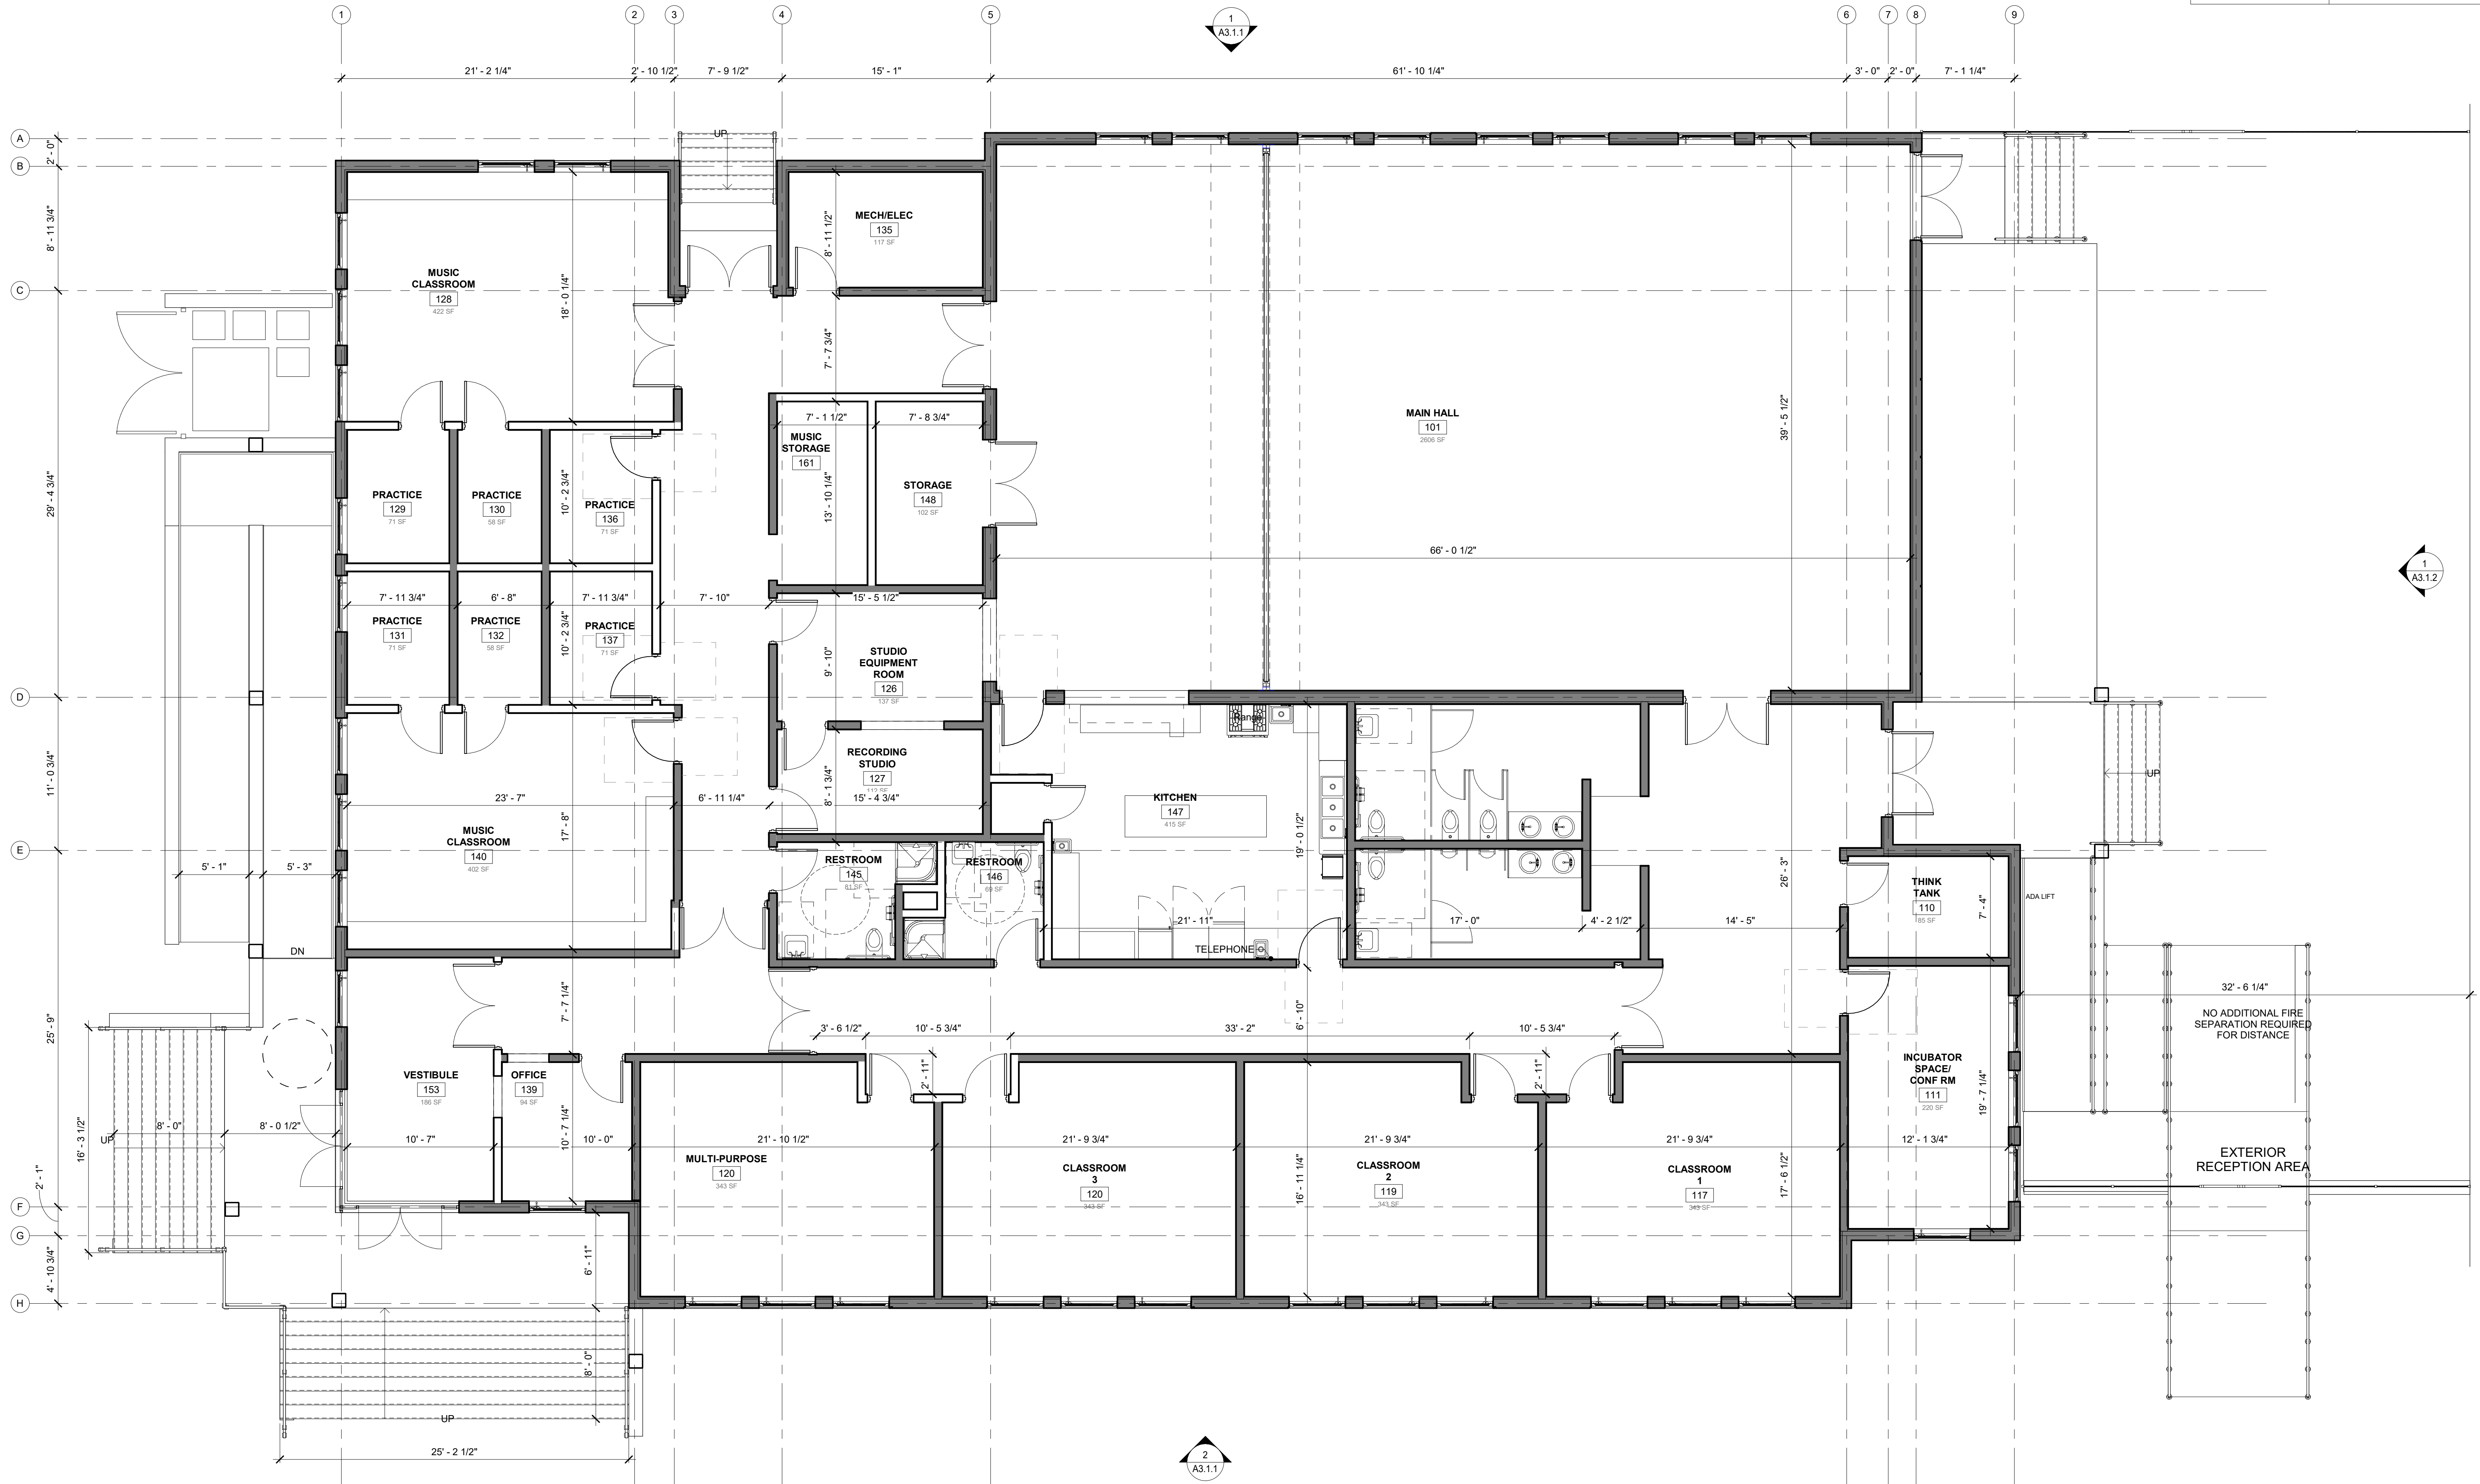 1 2 3 4 5 6 7 8 9
1
A3.1.1
21' - 2 1/4" 2' - 10 1/2" 7' - 9 1/2" 15' - 1" 61' - 10 1/4" 3' - 0" 2' - 0" 7' - 1 1/4"
A
2' - 0"
B
8' - 11 3/4"
C
29' - 4 3/4"
D
11' - 0 3/4"
E
25' - 9"
F
2' - 1"
G
4' - 10 3/4"
H
UP
MECH/ELEC
135
117 SF
8' - 11 1/2"
MUSIC
CLASSROOM
128
422 SF
18' - 0 1/4"
7' - 7 3/4"
MAIN HALL
101
2606 SF
39' - 5 1/2"
66' - 0 1/2"
7' - 1 1/2" 7' - 8 3/4"
MUSIC
STORAGE
161
13' - 10 1/4"
STORAGE
148
102 SF
PRACTICE
129
71 SF
PRACTICE
130
58 SF
PRACTICE
136
71 SF
10' - 2 3/4"
7' - 11 3/4" 6' - 8" 7' - 11 3/4" 7' - 10" 15' - 5 1/2"
PRACTICE
131
71 SF
PRACTICE
132
58 SF
PRACTICE
137
71 SF
10' - 2 3/4"
STUDIO
EQUIPMENT
ROOM
126
137 SF
9' - 10"
1
A3.1.2
RECORDING
STUDIO
127
112 SF
8' - 1 3/4"
15' - 4 3/4"
23' - 7" 6' - 11 1/4"
MUSIC
CLASSROOM
140
402 SF
17' - 8"
5' - 1" 5' - 3"
DN
Range
KITCHEN
147
415 SF
19' - 0 1/2"
21' - 11"
TELEPHONE
RESTROOM
145
81 SF
RESTROOM
146
69 SF
17' - 0" 4' - 2 1/2" 14' - 5"
26' - 3"
UP
THINK
TANK
110
85 SF
7' - 4"
ADA LIFT
32' - 6 1/4"
NO ADDITIONAL FIRE
SEPARATION REQUIRED
FOR DISTANCE
7' - 7 1/4"
6' - 10"
3' - 6 1/2" 10' - 5 3/4" 33' - 2" 10' - 5 3/4"
2' - 11" 2' - 11"
VESTIBULE
153
186 SF
OFFICE
139
94 SF
INCUBATOR
SPACE/
CONF RM
111
220 SF
19' - 7 1/4"
16' - 3 1/2"
UP
8' - 0" 8' - 0 1/2"
10' - 7" 10' - 0" 21' - 10 1/2" 21' - 9 3/4" 21' - 9 3/4" 21' - 9 3/4" 12' - 1 3/4"
10' - 7 1/4"
MULTI-PURPOSE
120
343 SF
CLASSROOM
3
120
343 SF
CLASSROOM
2
119
343 SF
CLASSROOM
1
117
343 SF
16' - 11 1/4"
17' - 6 1/2"
EXTERIOR
RECEPTION AREA
6' - 11"
8' - 0"
UP
25' - 2 1/2"
2
A3.1.1